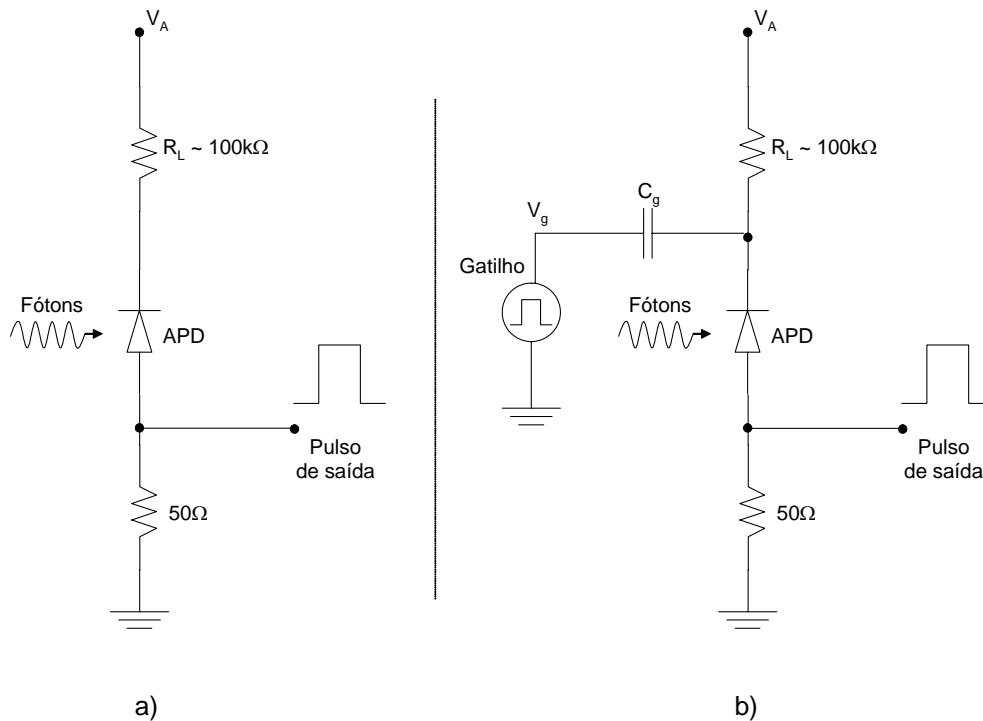 V_A
R_L ~ 100kΩ
Fótons
APD
Pulso
de saída
50Ω
a)
V_A
R_L ~ 100kΩ
C_g
V_g
Gatilho
Fótons
APD
Pulso
de saída
50Ω
b)